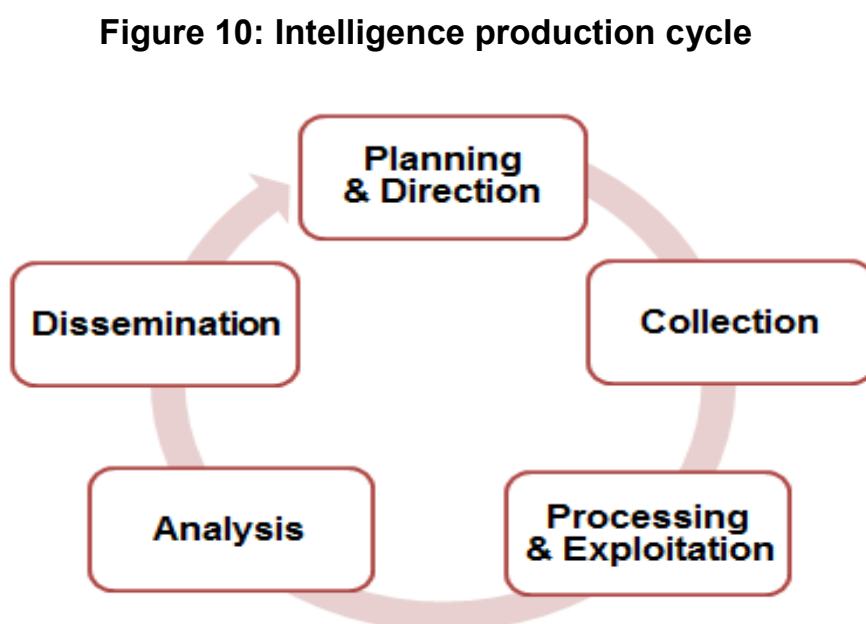 Figure 10: Intelligence production cycle
Planning
& Direction
Collection
Processing
& Exploitation
Analysis
Dissemination